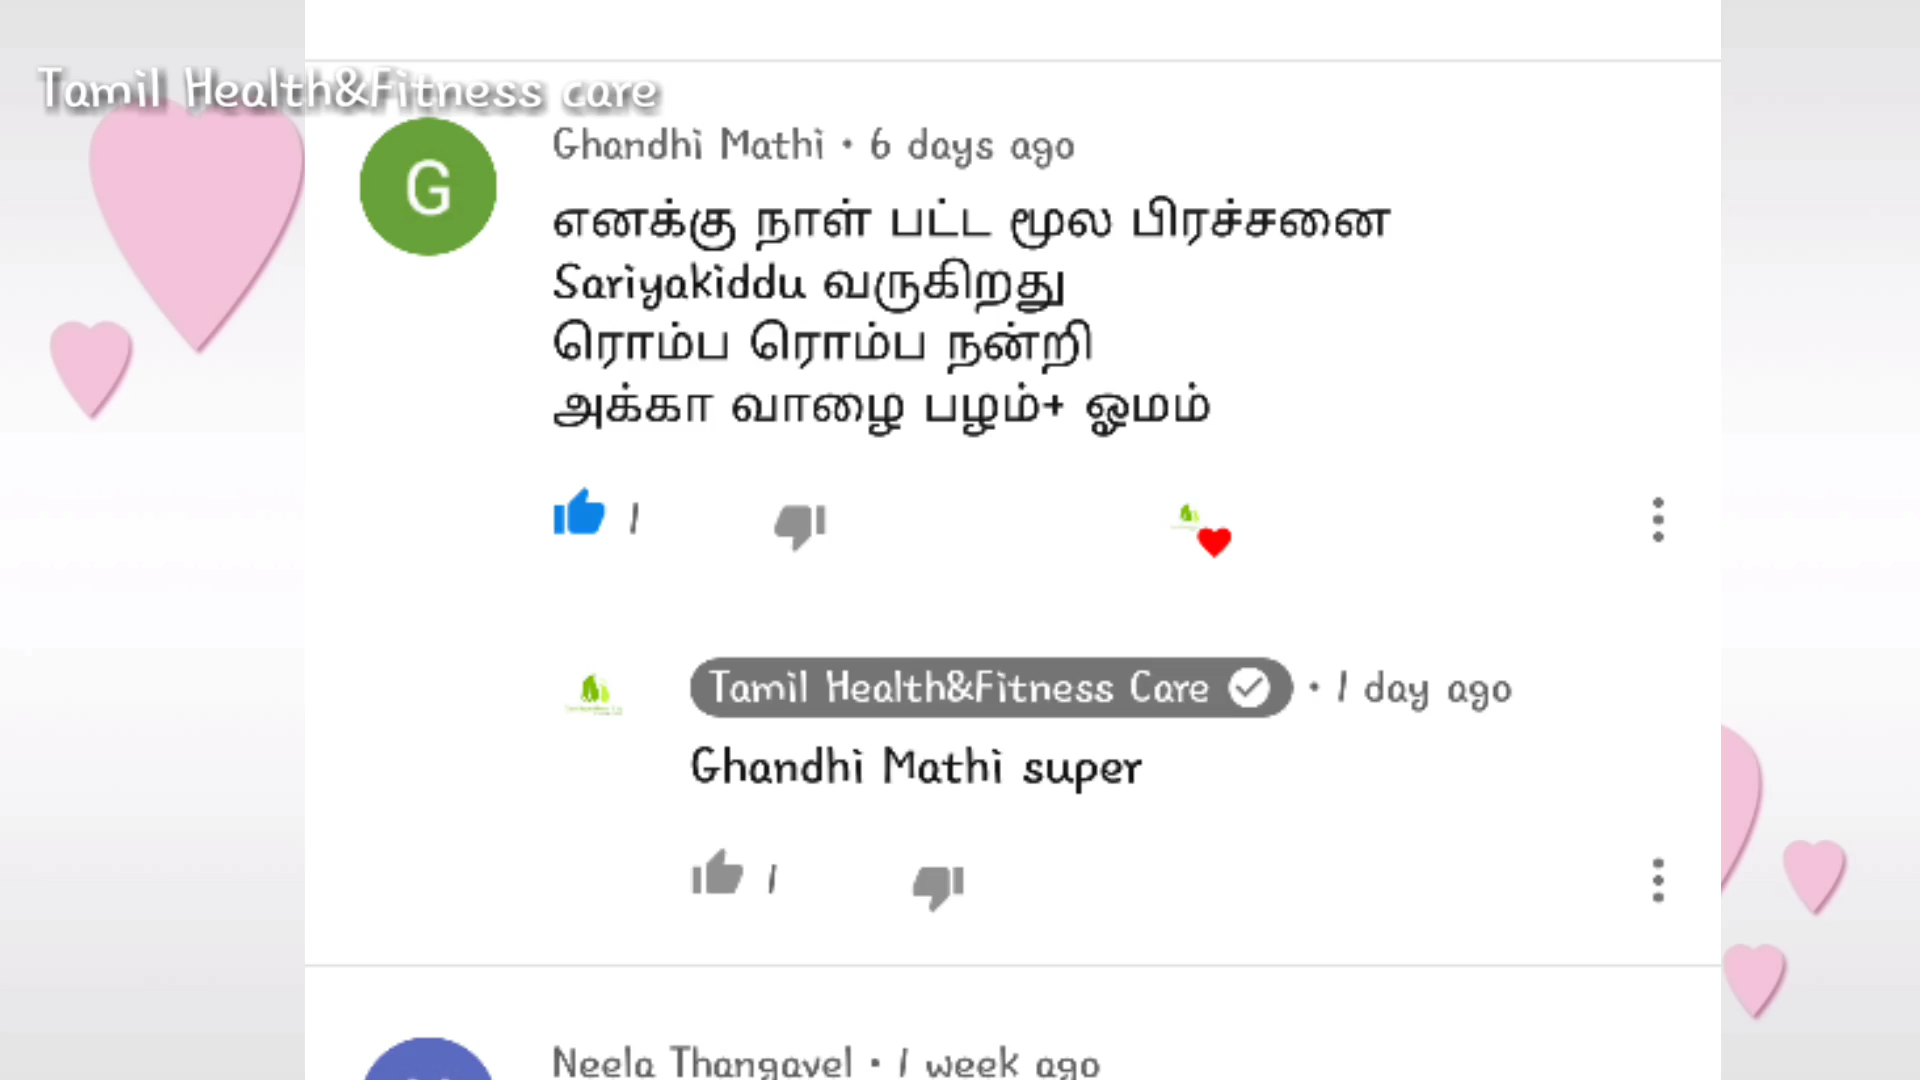 Tamil Health&Fitness care
G
Ghandhi Mathi • 6 days ago
எனக்கு நாள் பட்ட மூல பிரச்சனை
Sariyakiddu வருகிறது
ரொம்ப ரொம்ப நன்றி
அக்கா வாழை பழம்+ ஓமம்
1
Tamil Health&Fitness Care • 1 day ago
Ghandhi Mathi super
1
Neela Thangavel • 1 week ago